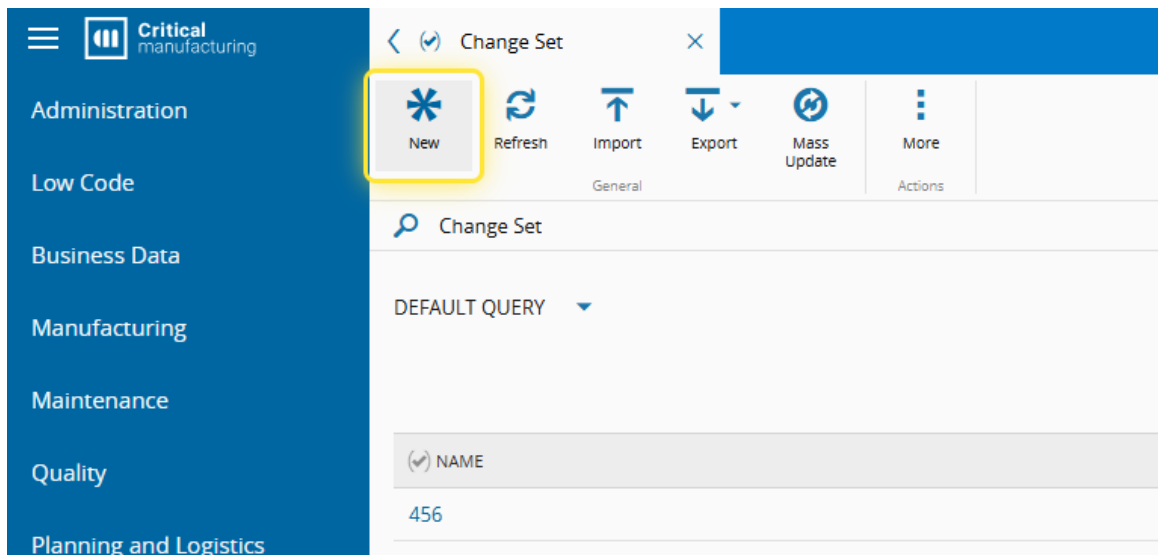 Critical
manufacturing
Change Set
New
Refresh
Import
Export
Mass
Update
More
General
Actions
Administration
Low Code
Business Data
Manufacturing
Maintenance
Quality
Planning and Logistics
Change Set
DEFAULT QUERY
NAME
456